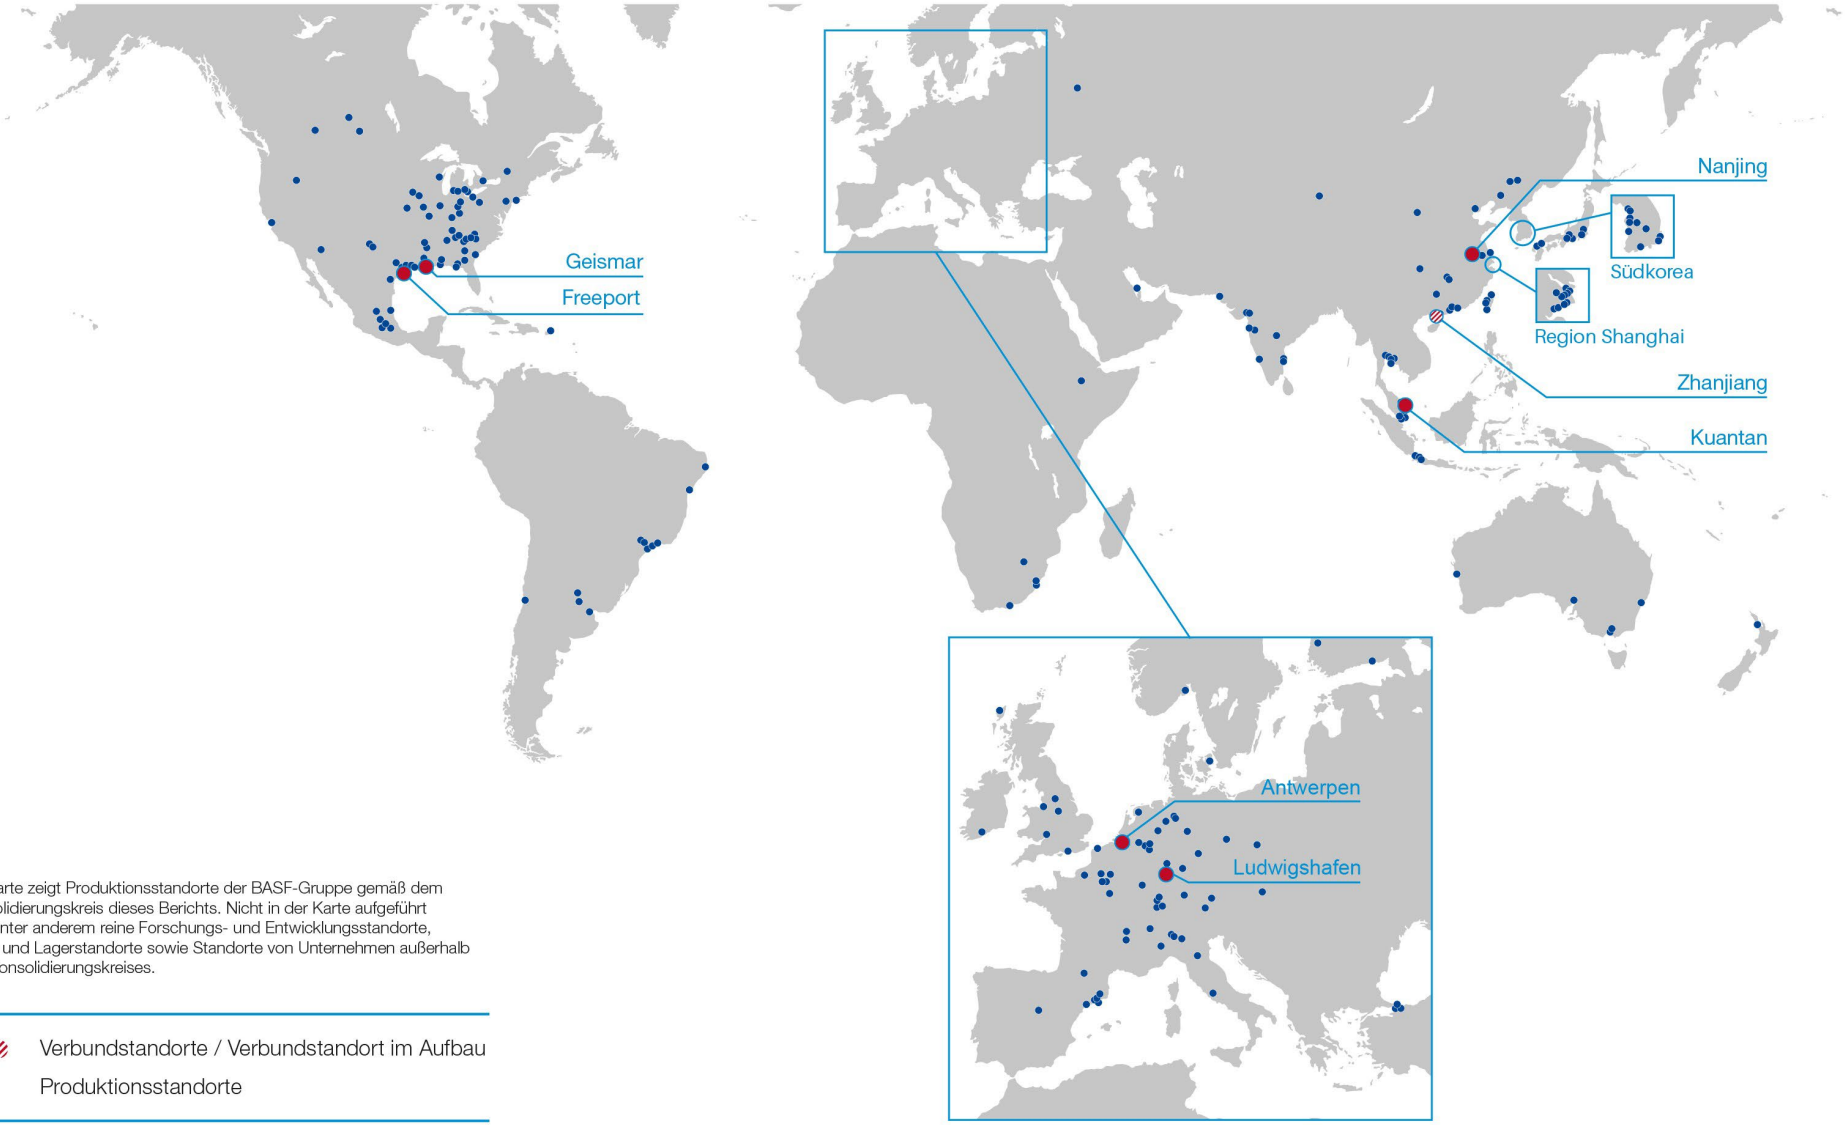 Nanjing
Geismar
Südkorea
Freeport
Region Shanghai
Zhanjiang
Kuantan
Antwerpen
Ludwigshafen
arte zeigt Produktionsstandorte der BASF-Gruppe gemäß dem
olidierungskreis dieses Berichts. Nicht in der Karte aufgeführt
nter anderem reine Forschungs- und Entwicklungsstandorte,
und Lagerstandorte sowie Standorte von Unternehmen außerhalb
onsolidierungskreises.
Verbundstandorte / Verbundstandort im Aufbau
Produktionsstandorte